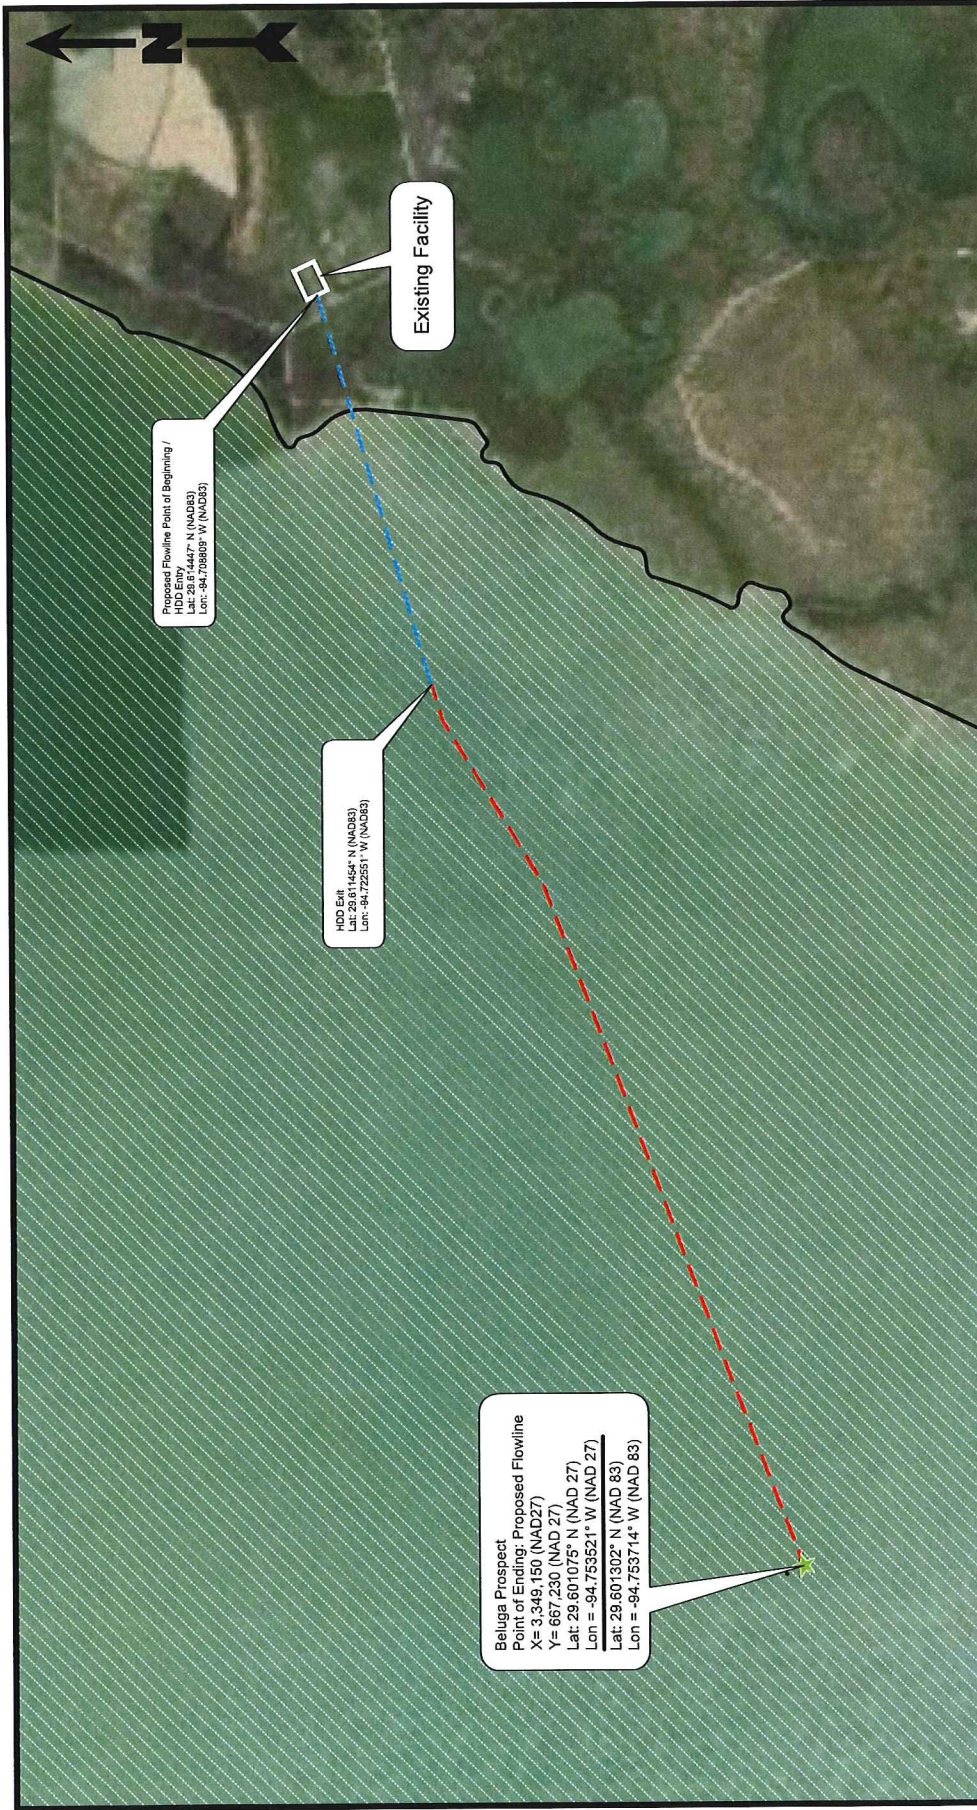 N
Proposed Flowline Point of Beginning /
HDD Entry
Lat: 29.614447° N (NAD83)
Lon: -94.708809° W (NAD83)
Existing Facility
HDD Exit
Lat: 29.611454° N (NAD83)
Lon: -94.722551° W (NAD83)
Beluga Prospect
Point of Ending: Proposed Flowline
X= 3,349,150 (NAD27)
Y= 667,230 (NAD 27)
Lat: 29.601075° N (NAD 27)
Lon = -94.753521° W (NAD 27)
Lat: 29.601302° N (NAD 83)
Lon = -94.753714° W (NAD 83)